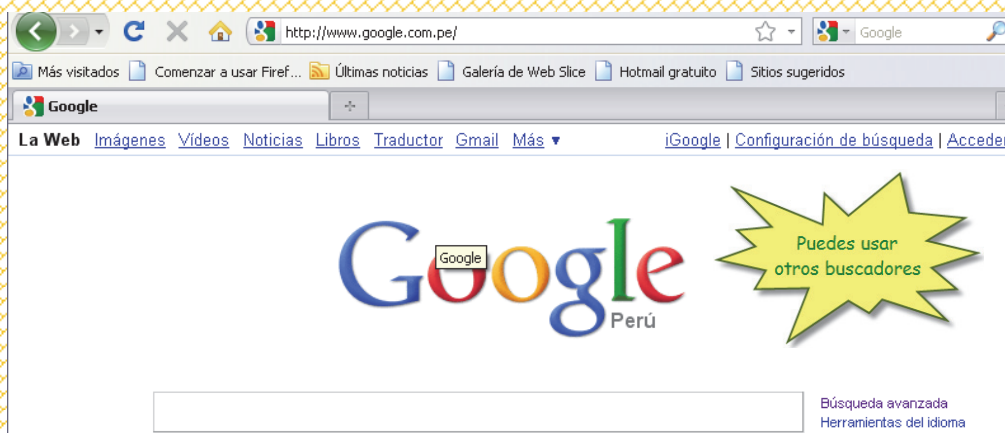 http://www.google.com.pe/ Google
Más visitados Comenzar a usar Firef... Últimas noticias Galería de Web Slice Hotmail gratuito Sitios sugeridos
Google
La Web Imágenes Vídeos Noticias Libros Traductor Gmail Más ▼ iGoogle | Configuración de búsqueda | Acceder
Google
Google
Perú
Puedes usar
otros buscadores
Búsqueda avanzada
Herramientas del idioma